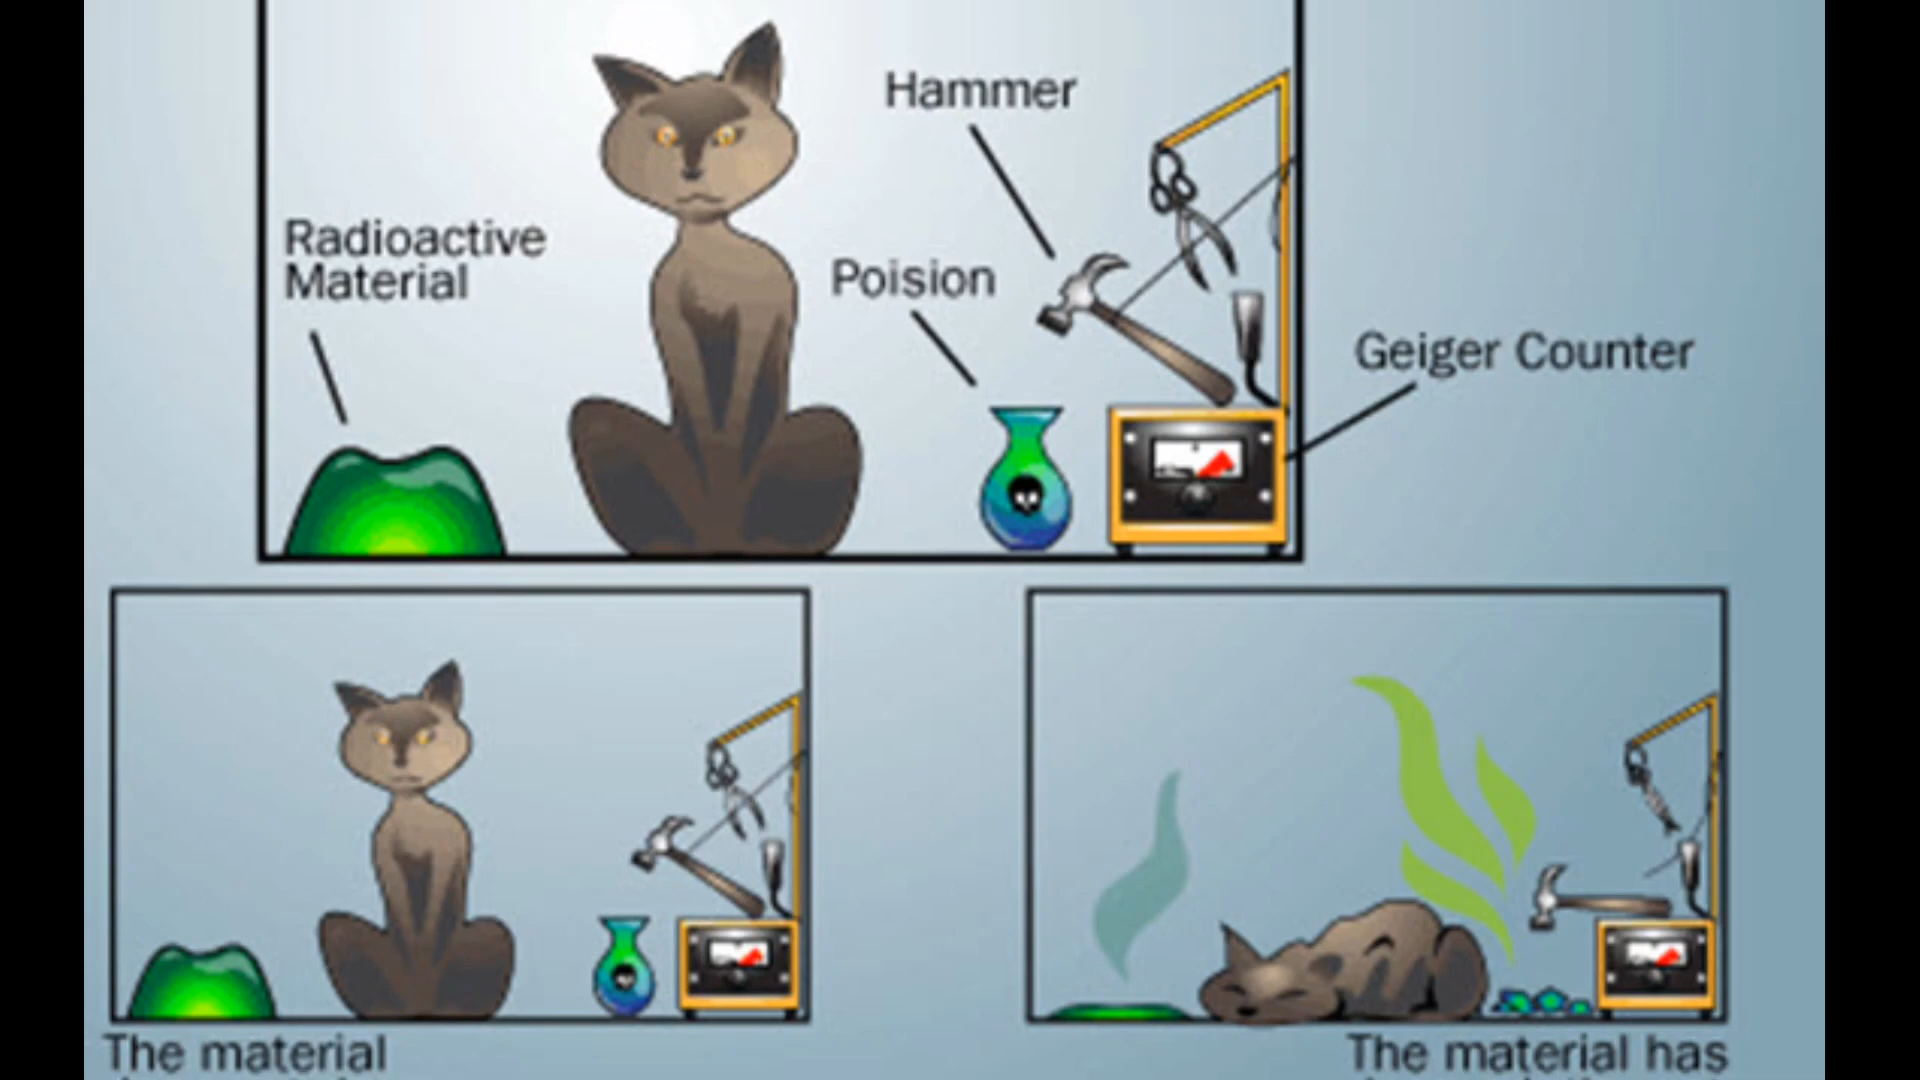 Hammer
Radioactive
Material
Poision
Geiger Counter
The material
The material has